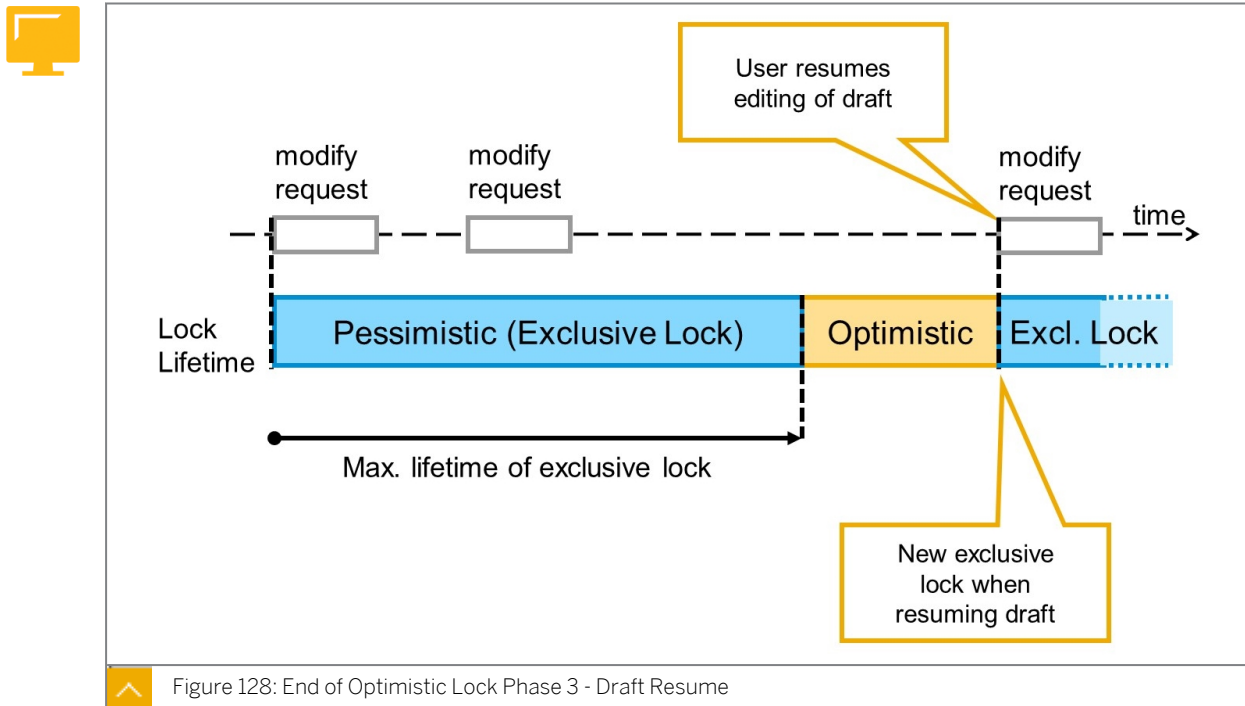 User resumes
editing of draft
modify
request
modify
request
modify
request
time
Lock
Lifetime
Pessimistic (Exclusive Lock)
Optimistic
Excl. Lock
Max. lifetime of exclusive lock
New exclusive
lock when
resuming draft
Figure 128: End of Optimistic Lock Phase 3 - Draft Resume